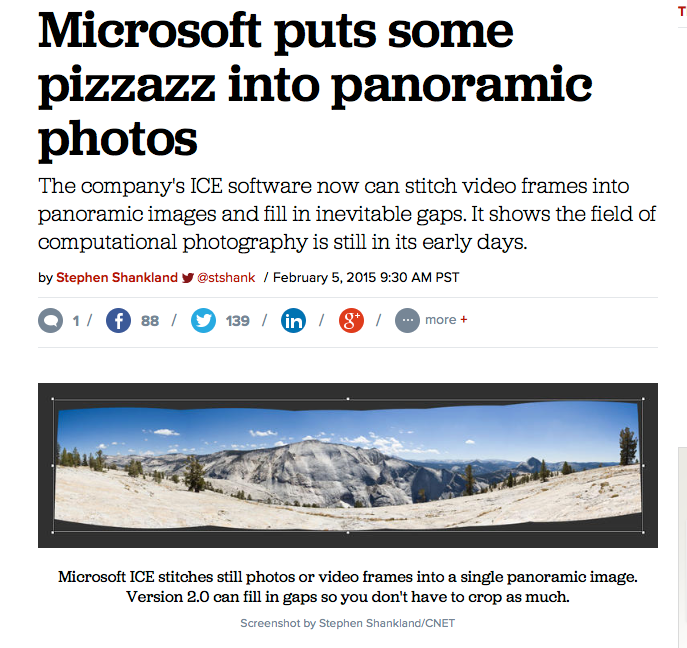 Microsoft puts some
pizzazz into panoramic
photos
The company's ICE software now can stitch video frames into
panoramic images and fill in inevitable gaps. It shows the field of
computational photography is still in its early days.
by Stephen Shankland @stshank / February 5, 2015 9:30 AM PST
1 / f 88 / 139 / in / g+ / more +
Microsoft ICE stitches still photos or video frames into a single panoramic image.
Version 2.0 can fill in gaps so you don't have to crop as much.
Screenshot by Stephen Shankland/CNET
T